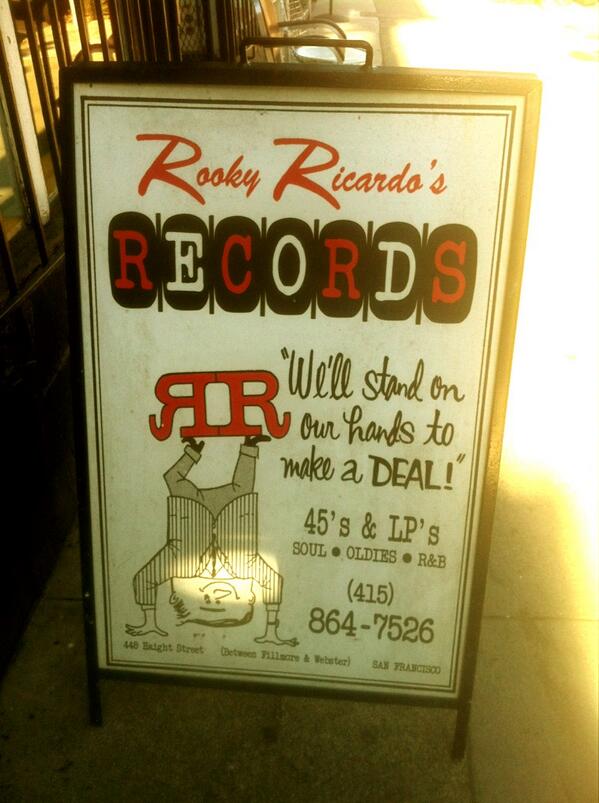 Rooky Ricardo's
RECORDS
RR
"We'll stand on
our hands to
make a DEAL!"
45's & LP's
SOUL • OLDIES • R&B
(415)
864-7526
448 Haight Street (Between Fillmore & Webster) SAN FRANCISCO